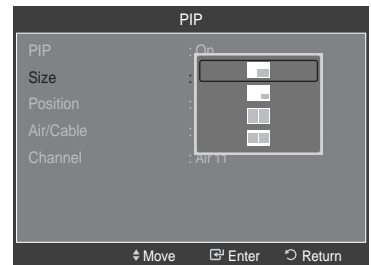 PIP
PIP : On
Size :
Position :
Air/Cable :
Channel : Air 11
Move Enter Return